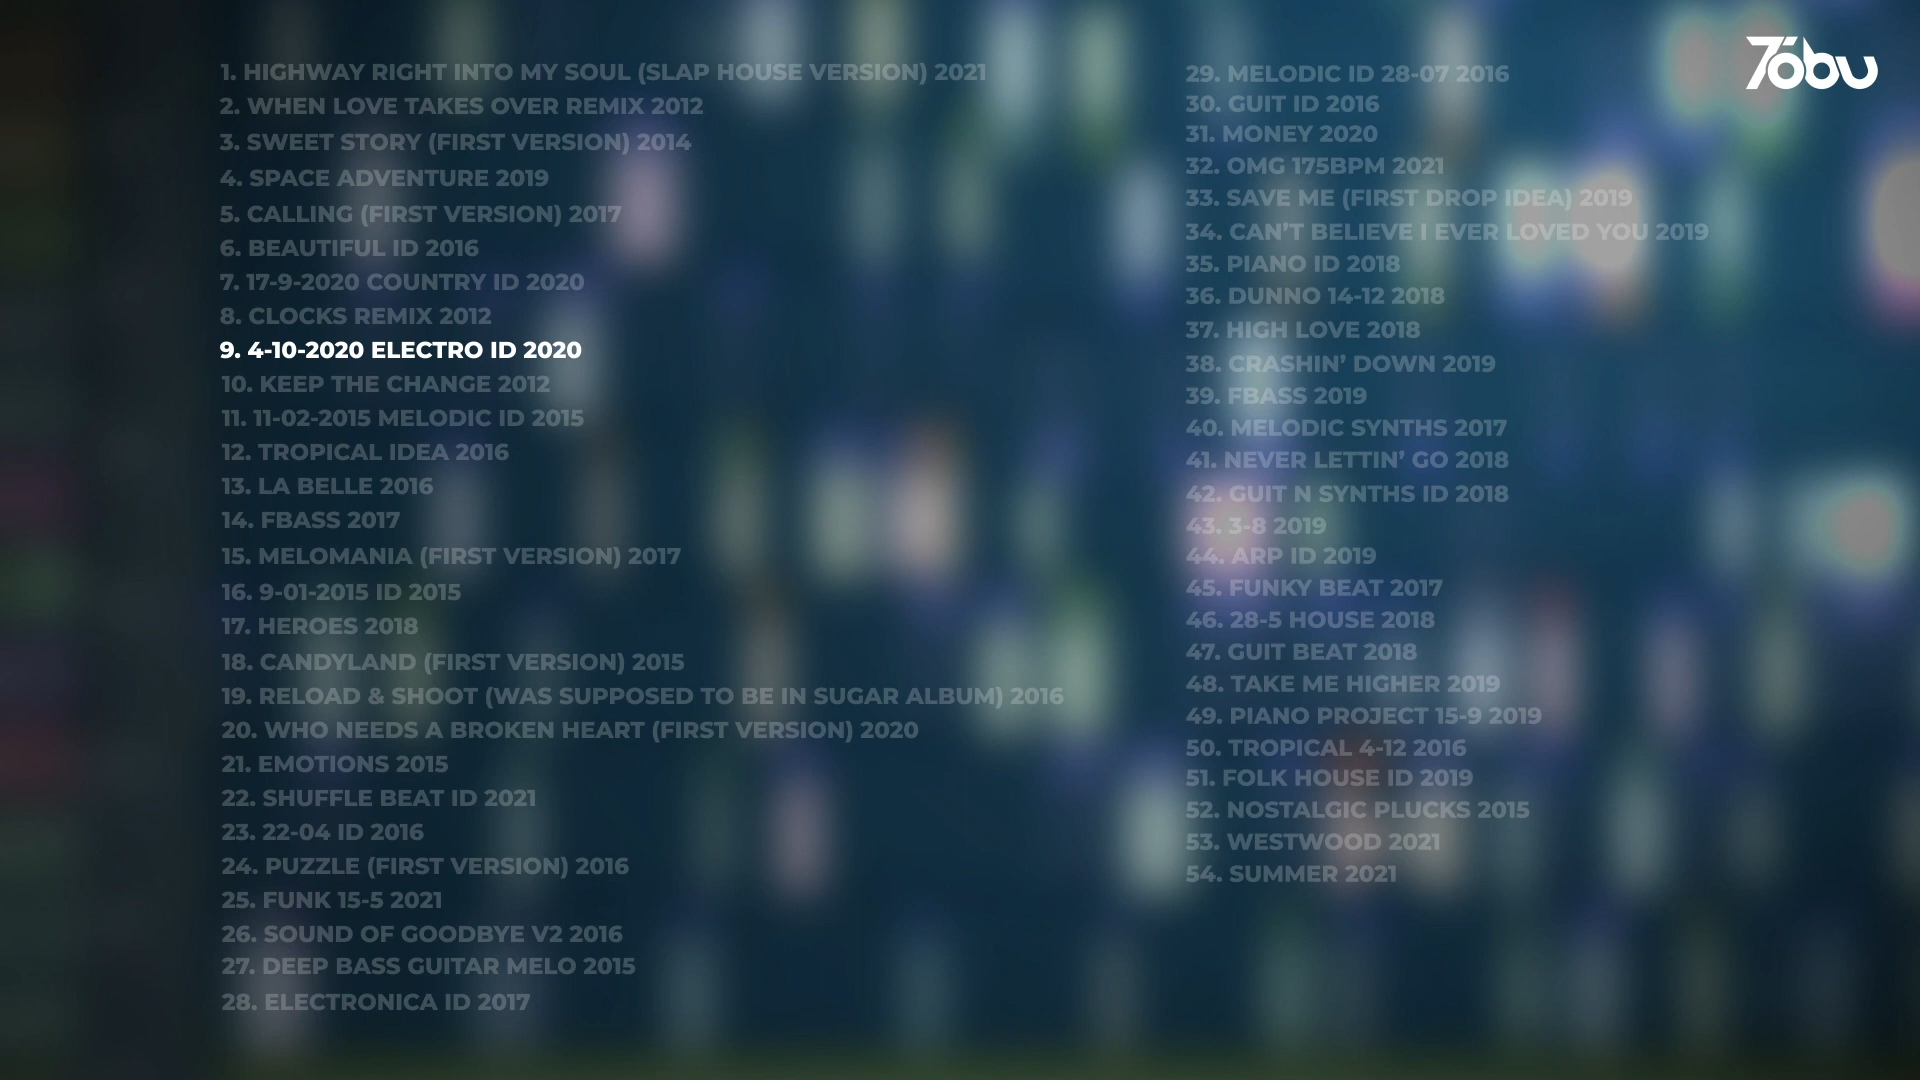 1. HIGHWAY RIGHT INTO MY SOUL (SLAP HOUSE VERSION) 2021
2. WHEN LOVE TAKES OVER REMIX 2012
3. SWEET STORY (FIRST VERSION) 2014
4. SPACE ADVENTURE 2019
5. CALLING (FIRST VERSION) 2017
6. BEAUTIFUL ID 2016
7. 17-9-2020 COUNTRY ID 2020
8. CLOCKS REMIX 2012
9. 4-10-2020 ELECTRO ID 2020
10. KEEP THE CHANGE 2012
11. 11-02-2015 MELODIC ID 2015
12. TROPICAL IDEA 2016
13. LA BELLE 2016
14. FBASS 2017
15. MELOMANIA (FIRST VERSION) 2017
16. 9-01-2015 ID 2015
17. HEROES 2018
18. CANDYLAND (FIRST VERSION) 2015
19. RELOAD & SHOOT (WAS SUPPOSED TO BE IN SUGAR ALBUM) 2016
20. WHO NEEDS A BROKEN HEART (FIRST VERSION) 2020
21. EMOTIONS 2015
22. SHUFFLE BEAT ID 2021
23. 22-04 ID 2016
24. PUZZLE (FIRST VERSION) 2016
25. FUNK 15-5 2021
26. SOUND OF GOODBYE V2 2016
27. DEEP BASS GUITAR MELO 2015
28. ELECTRONICA ID 2017
29. MELODIC ID 28-07 2016
30. GUIT ID 2016
31. MONEY 2020
32. OMG 175BPM 2021
33. SAVE ME (FIRST DROP IDEA) 2019
34. CAN’T BELIEVE I EVER LOVED YOU 2019
35. PIANO ID 2018
36. DUNNO 14-12 2018
37. HIGH LOVE 2018
38. CRASHIN’ DOWN 2019
39. FBASS 2019
40. MELODIC SYNTHS 2017
41. NEVER LETTIN’ GO 2018
42. GUIT N SYNTHS ID 2018
43. 3-8 2019
44. ARP ID 2019
45. FUNKY BEAT 2017
46. 28-5 HOUSE 2018
47. GUIT BEAT 2018
48. TAKE ME HIGHER 2019
49. PIANO PROJECT 15-9 2019
50. TROPICAL 4-12 2016
51. FOLK HOUSE ID 2019
52. NOSTALGIC PLUCKS 2015
53. WESTWOOD 2021
54. SUMMER 2021
Tobu